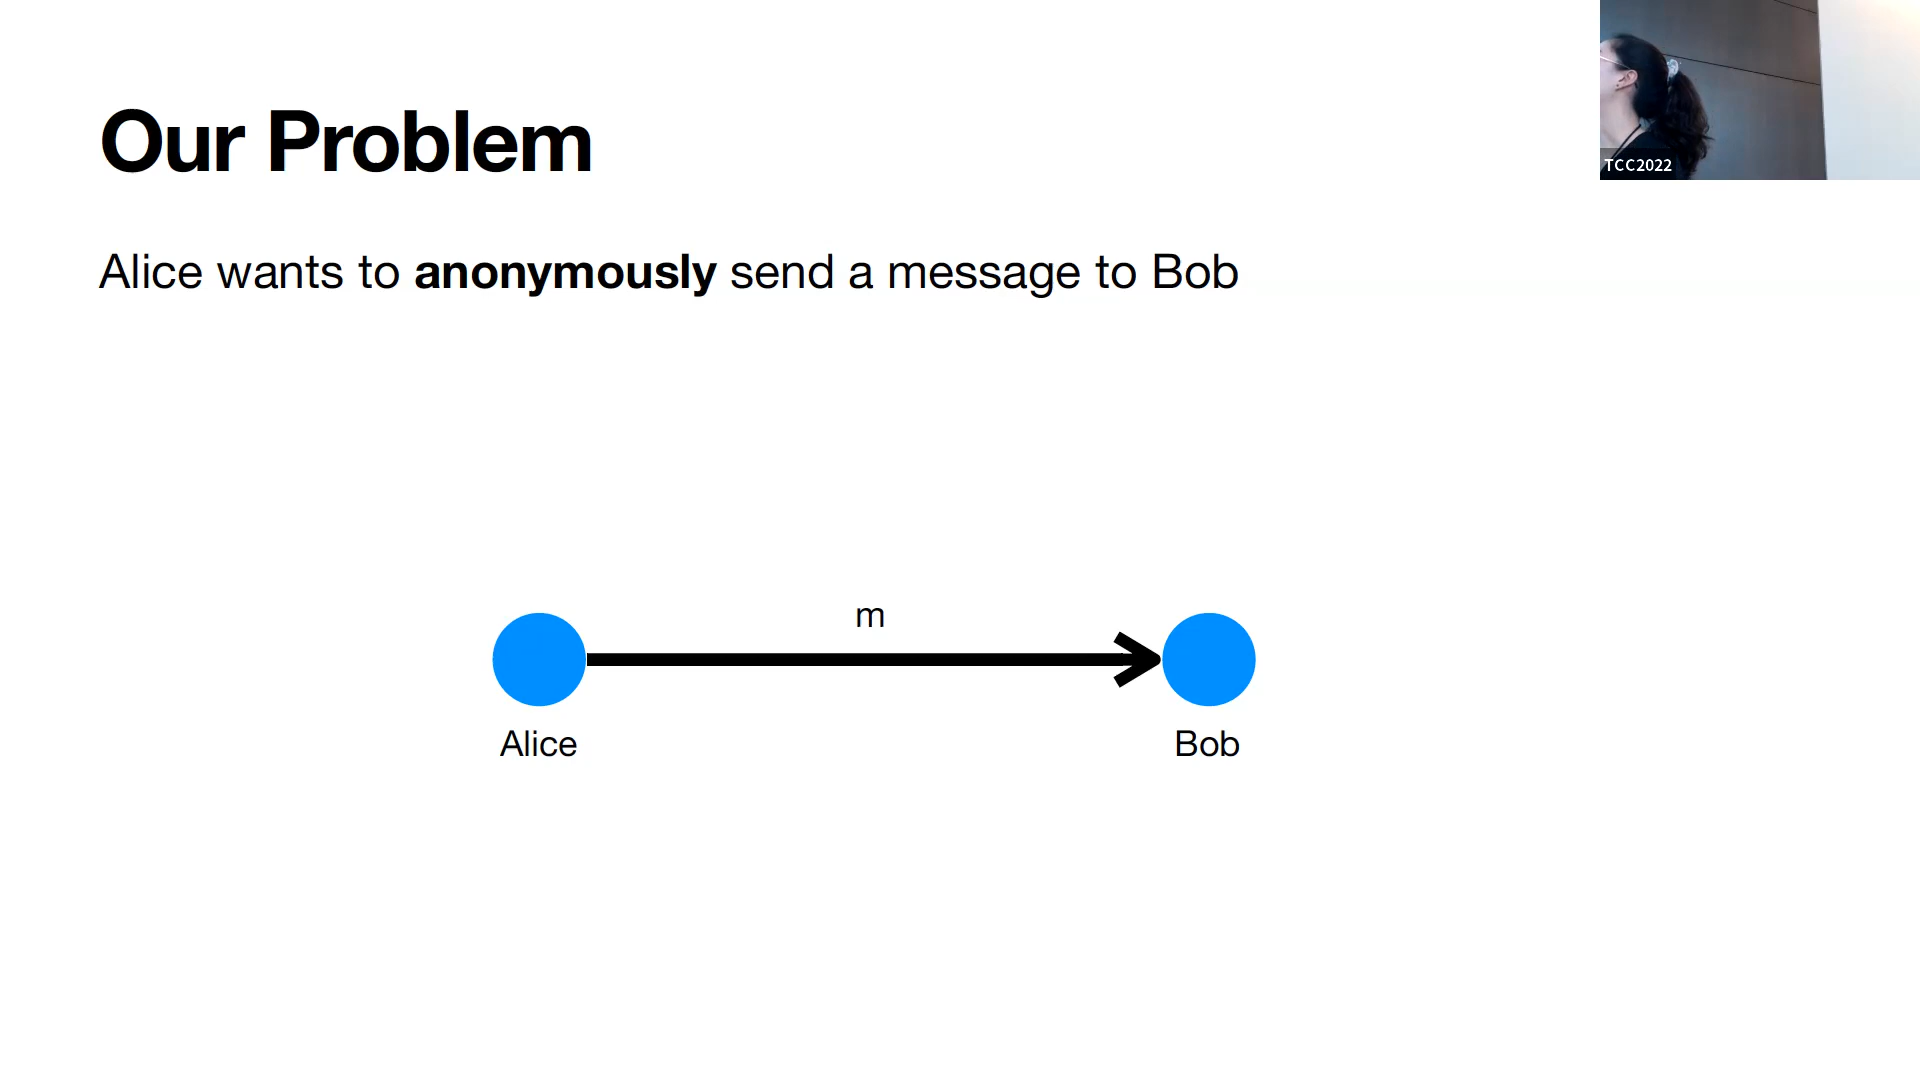 TCC2022
Our Problem
Alice wants to anonymously send a message to Bob
m
Alice
Bob